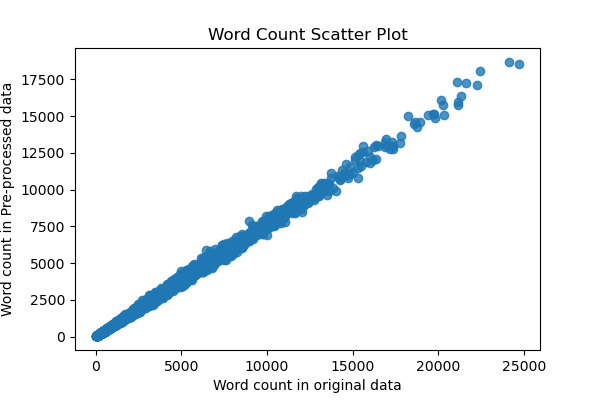 Word Count Scatter Plot
Word count in Pre-processed data
17500
15000
12500
10000
7500
5000
2500
0
0 5000 10000 15000 20000 25000
Word count in original data